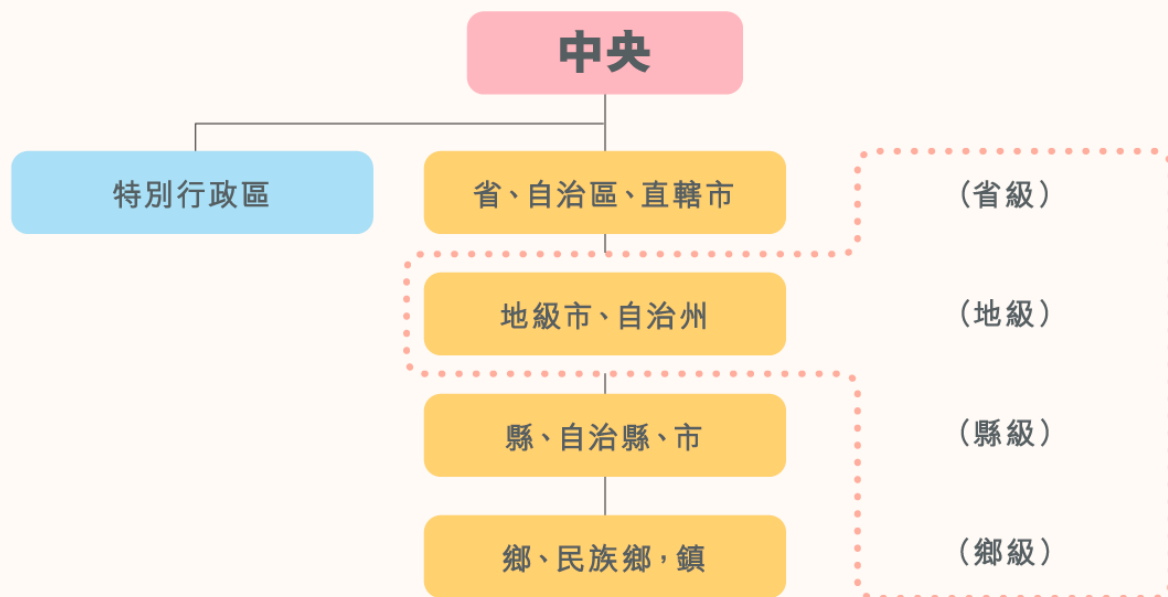 中央
特別行政區
省、自治區、直轄市
（省級）
地級市、自治州
（地級）
縣、自治縣、市
（縣級）
鄉、民族鄉，鎮
（鄉級）